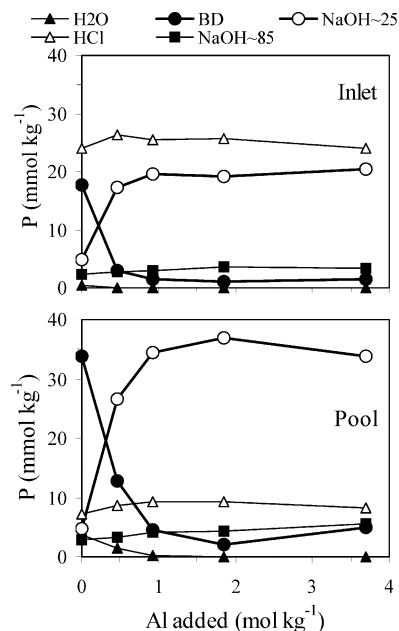 H2O BD NaOH~25
HCl NaOH~85
40
30
20
10
0
P (mmol kg-1)
Inlet
40
30
20
10
0
P (mmol kg-1)
Pool
0 1 2 3 4
Al added (mol kg-1)